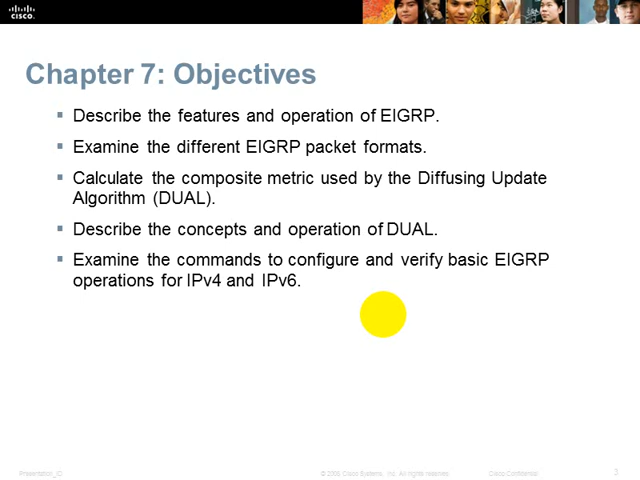 CISCO.
Chapter 7: Objectives
Describe the features and operation of EIGRP.
Examine the different EIGRP packet formats.
Calculate the composite metric used by the Diffusing Update
Algorithm (DUAL).
Describe the concepts and operation of DUAL.
Examine the commands to configure and verify basic EIGRP
operations for IPv4 and IPv6.
Presentation_ID © 2008 Cisco Systems, Inc. All rights reserved. Cisco Confidential 3